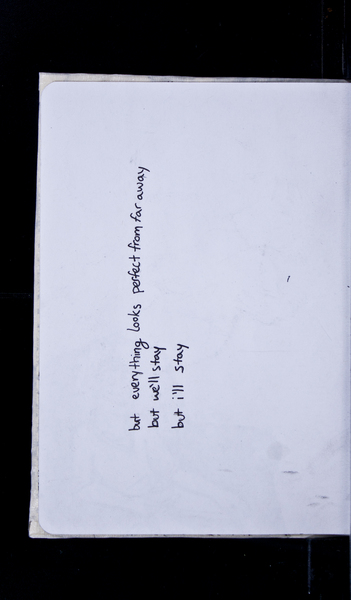 but everything looks perfect from far away
but we'll stay
but i'll stay